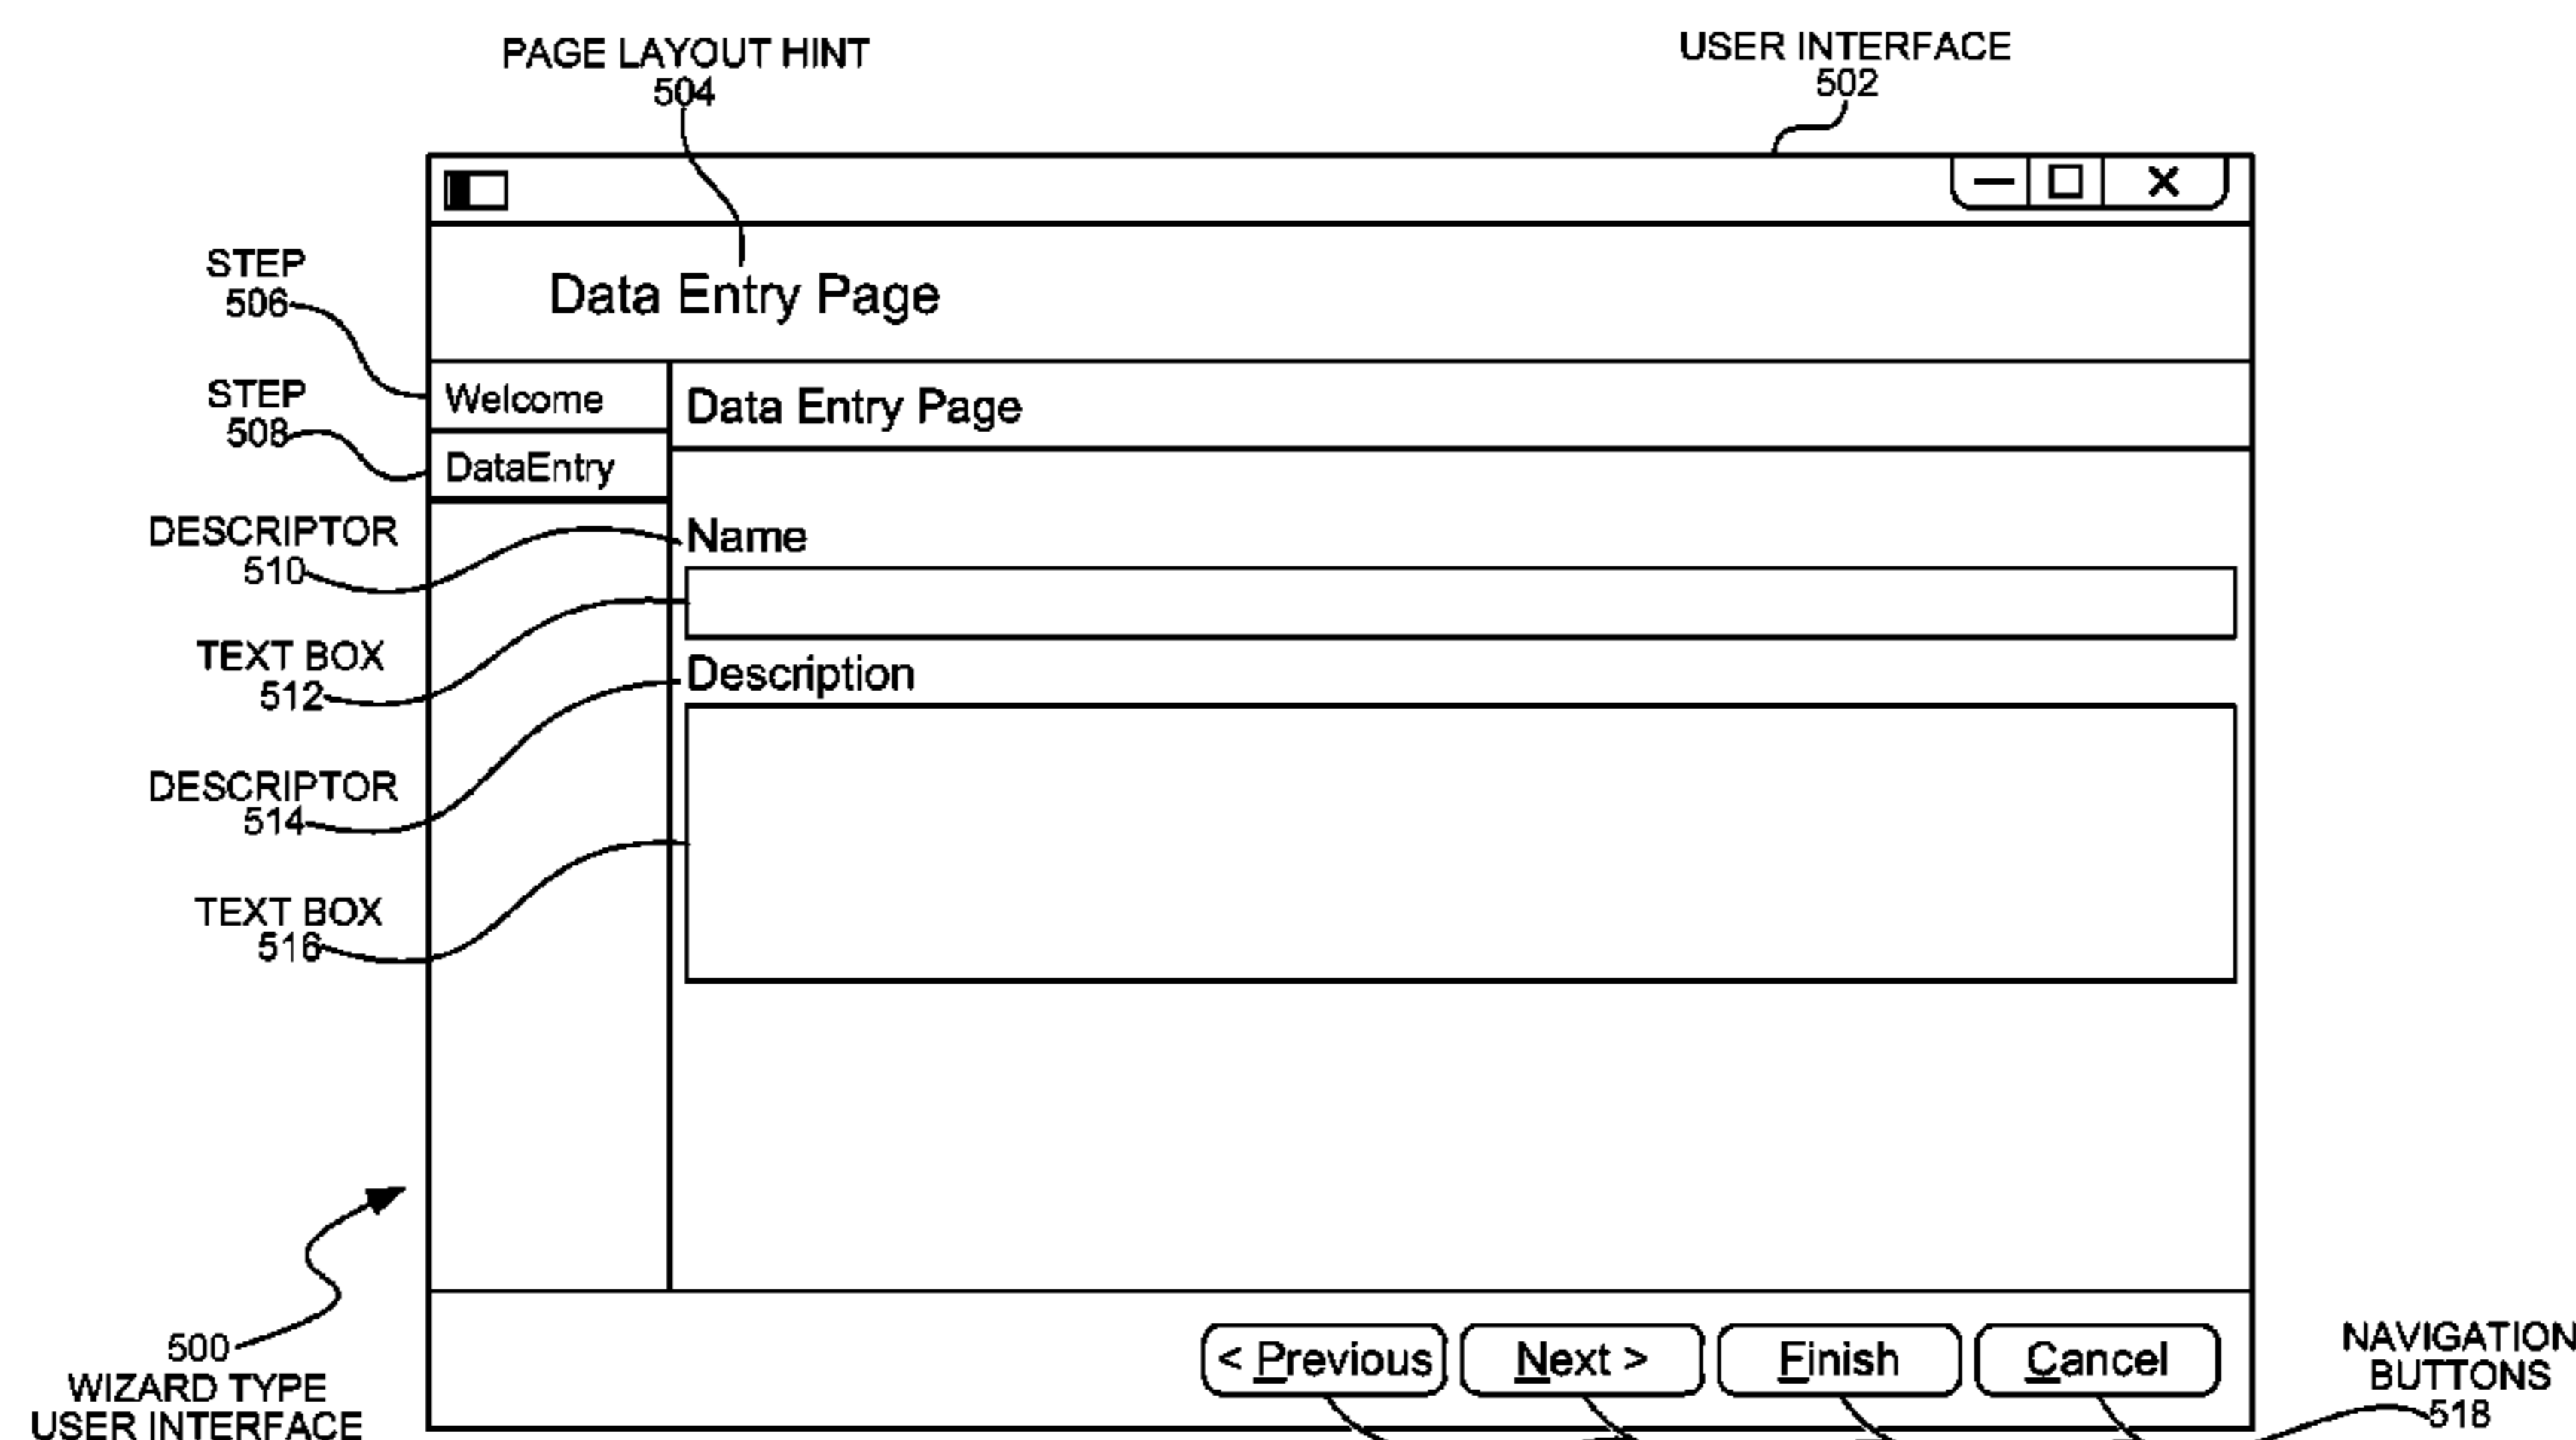 PAGE LAYOUT HINT
504
USER INTERFACE
502
Data Entry Page
STEP
506
Welcome
Data Entry Page
STEP
508
DataEntry
DESCRIPTOR
510
Name
TEXT BOX
512
Description
DESCRIPTOR
514
TEXT BOX
516
500
WIZARD TYPE
USER INTERFACE
< Previous
Next >
Finish
Cancel
NAVIGATION
BUTTONS
518